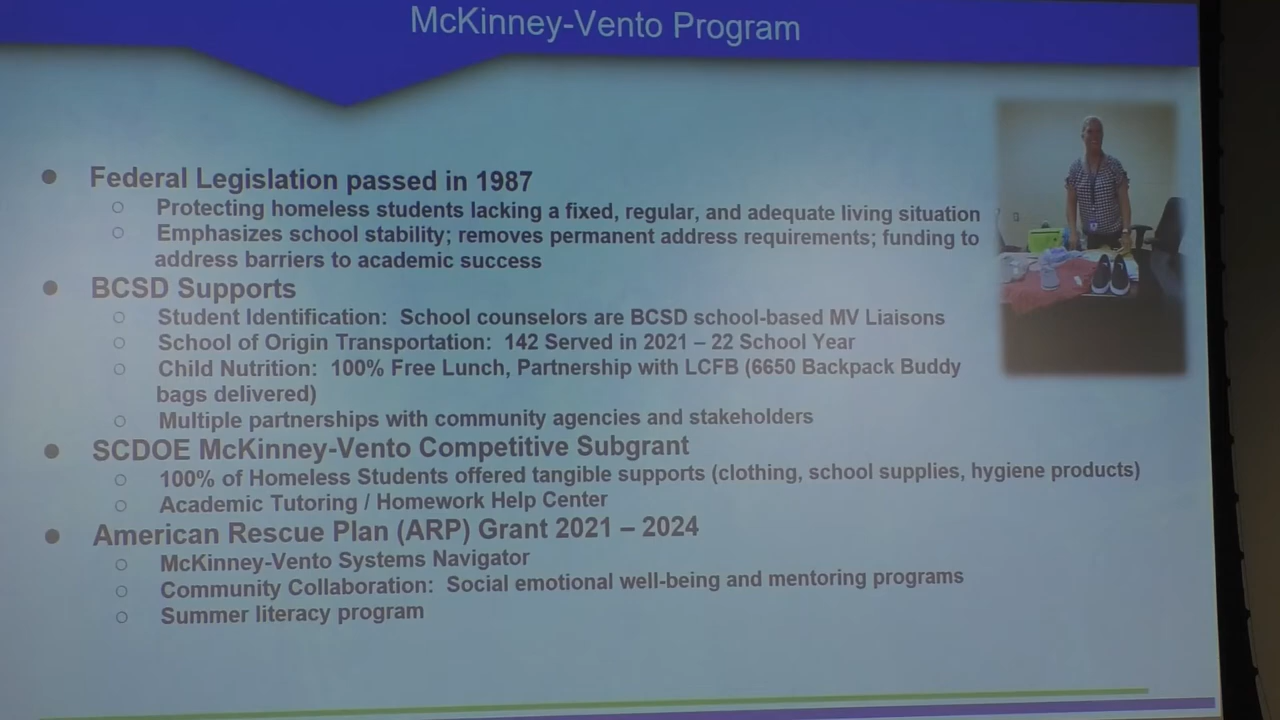 McKinney-Vento Program
● Federal Legislation passed in 1987
○ Protecting homeless students lacking a fixed, regular, and adequate living situation
○ Emphasizes school stability; removes permanent address requirements; funding to
address barriers to academic success
● BCSD Supports
○ Student Identification: School counselors are BCSD school-based MV Liaisons
○ School of Origin Transportation: 142 Served in 2021 – 22 School Year
○ Child Nutrition: 100% Free Lunch, Partnership with LCFB (6650 Backpack Buddy
bags delivered)
○ Multiple partnerships with community agencies and stakeholders
● SCDOE McKinney-Vento Competitive Subgrant
○ 100% of Homeless Students offered tangible supports (clothing, school supplies, hygiene products)
○ Academic Tutoring / Homework Help Center
● American Rescue Plan (ARP) Grant 2021 – 2024
○ McKinney-Vento Systems Navigator
○ Community Collaboration: Social emotional well-being and mentoring programs
○ Summer literacy program